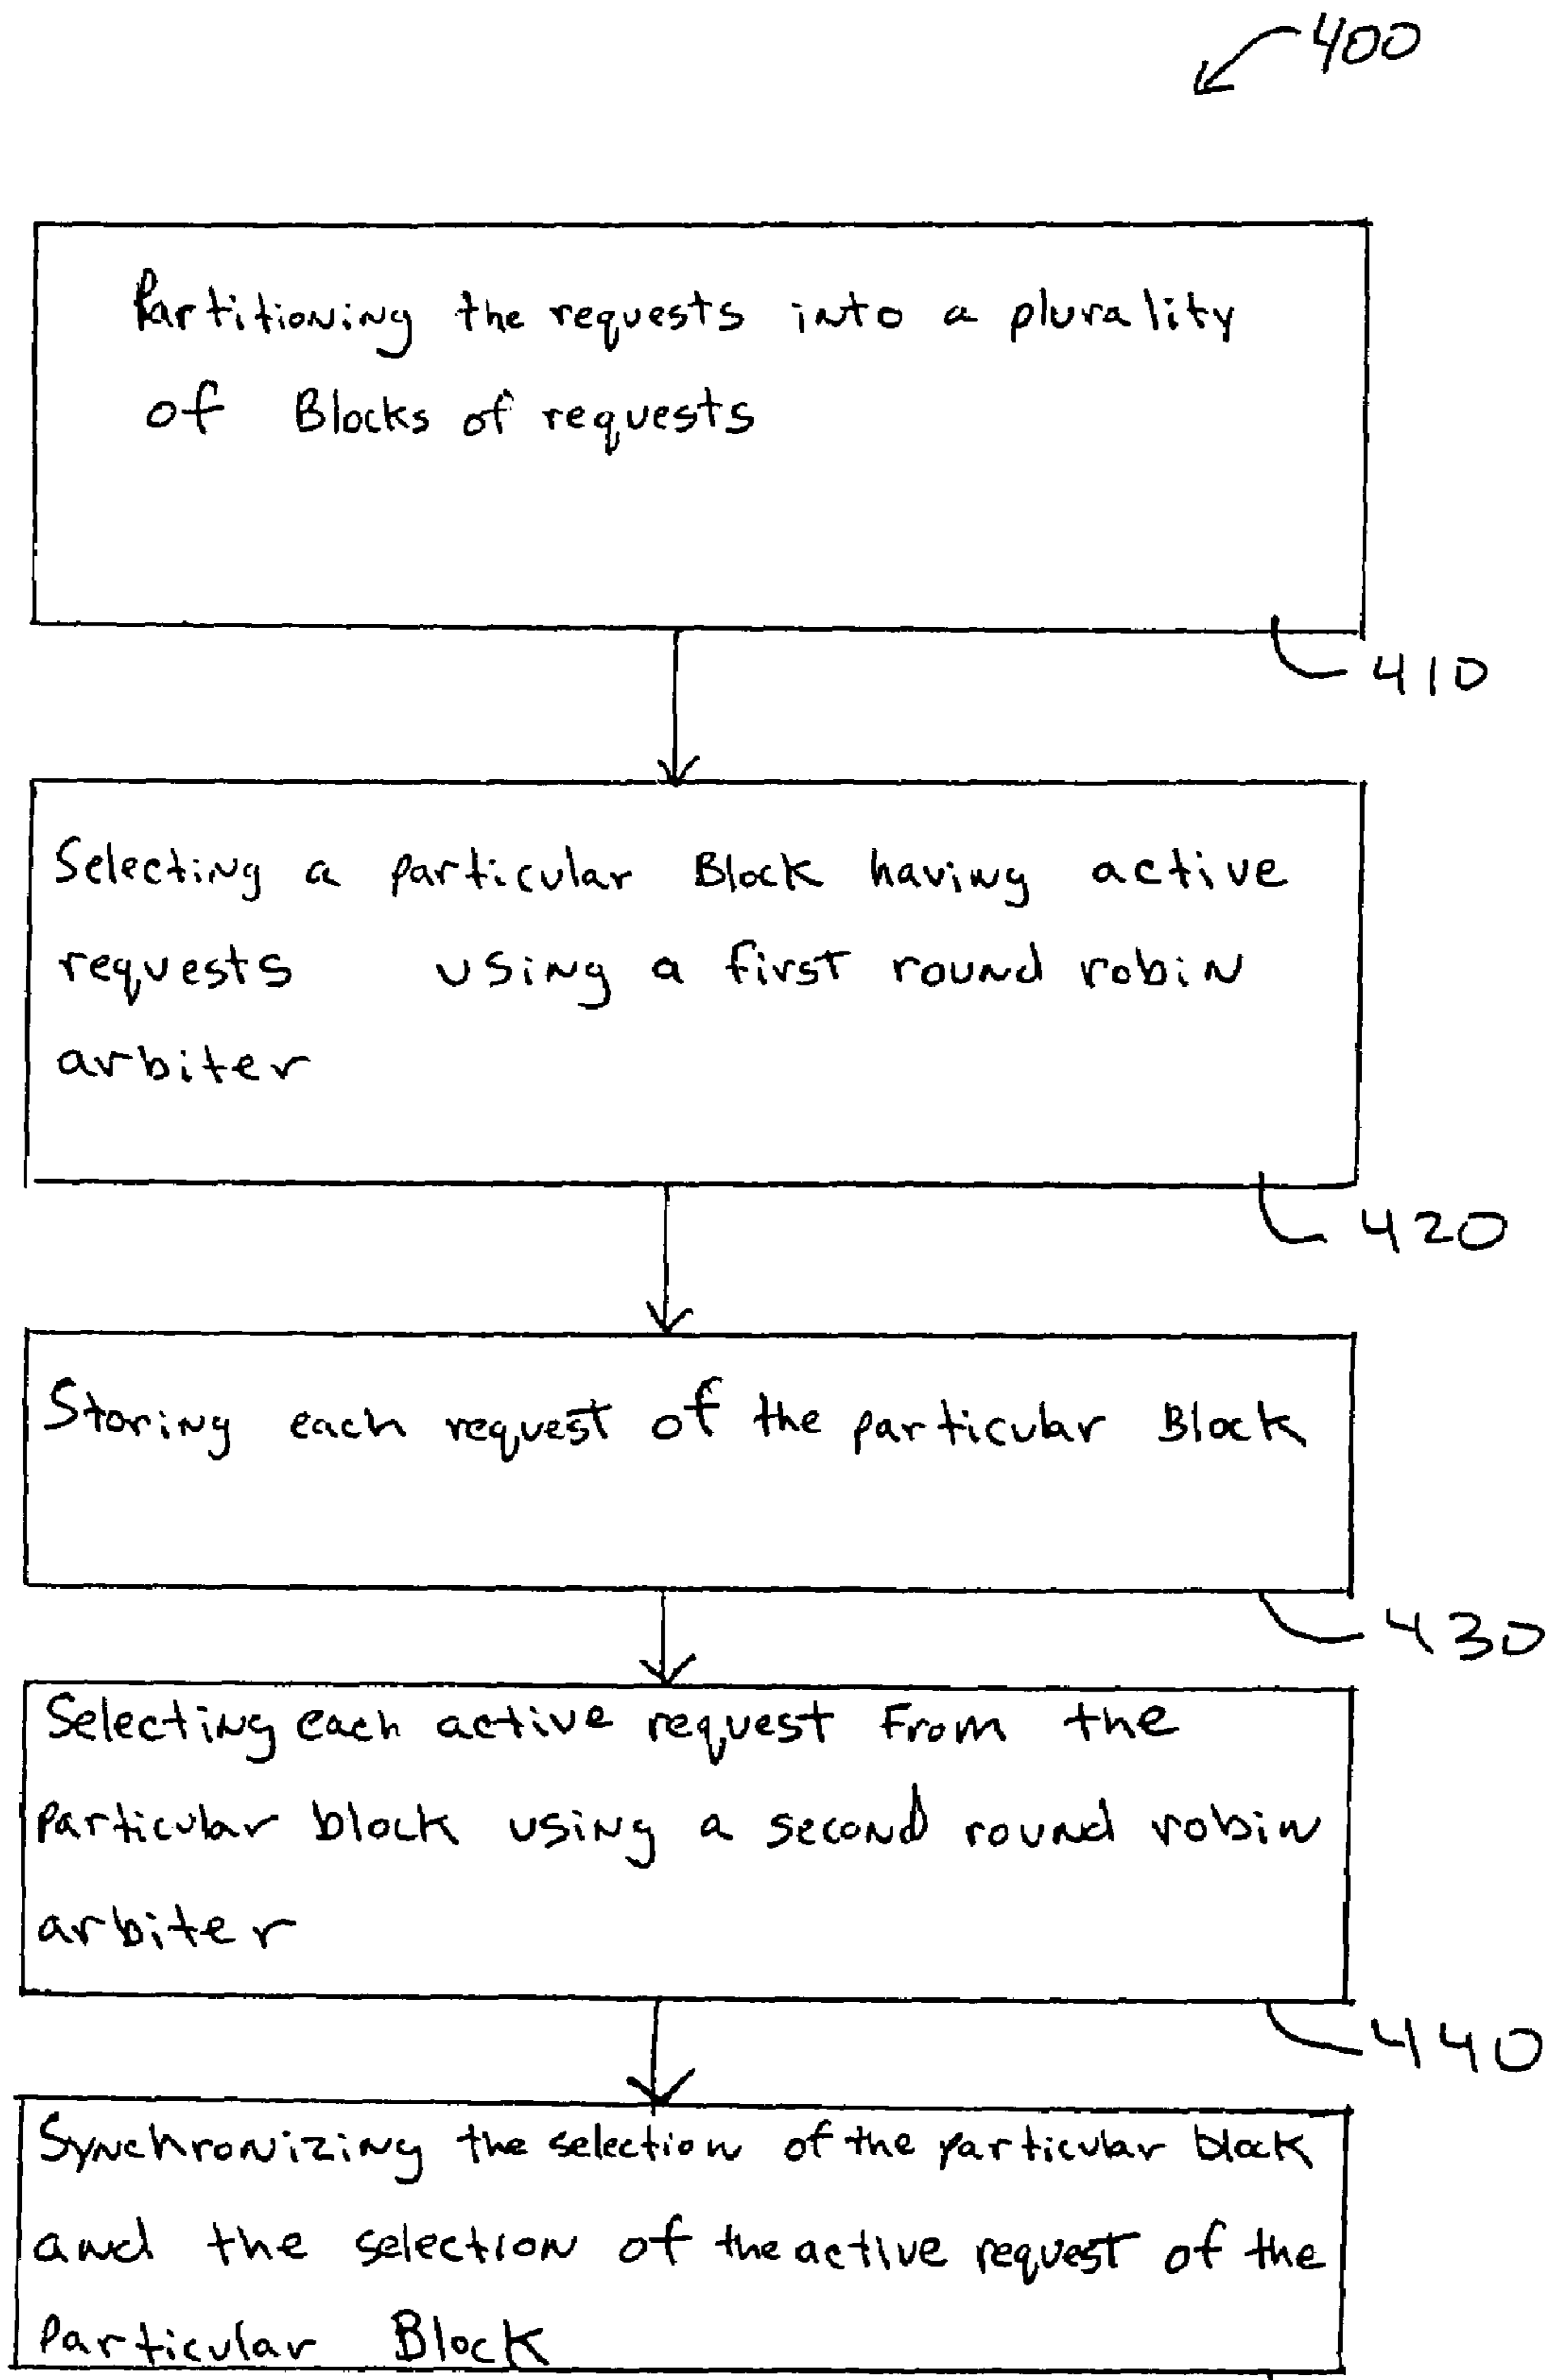 400
Partitioning the requests into a plurality
of Blocks of requests
410
Selecting a particular Block having active
requests using a first round robin
arbiter
420
Storing each request of the particular Block
430
Selecting each active request From the
particular block using a second round robin
arbiter
440
Synchronizing the selection of the particular block
and the selection of the active request of the
Particular Block